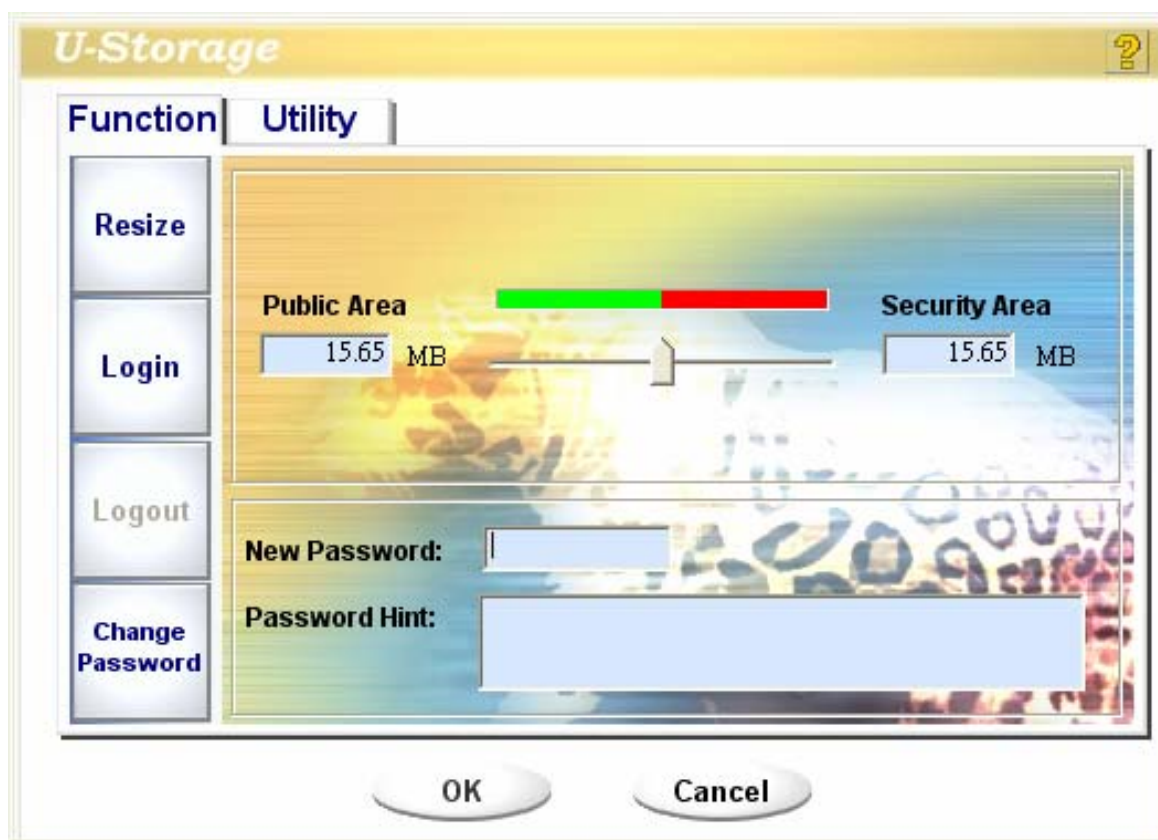 U-Storage ?
Function Utility
Resize
Public Area Security Area
15.65 MB 15.65 MB
Login
Logout
New Password:
Password Hint:
Change
Password
OK Cancel